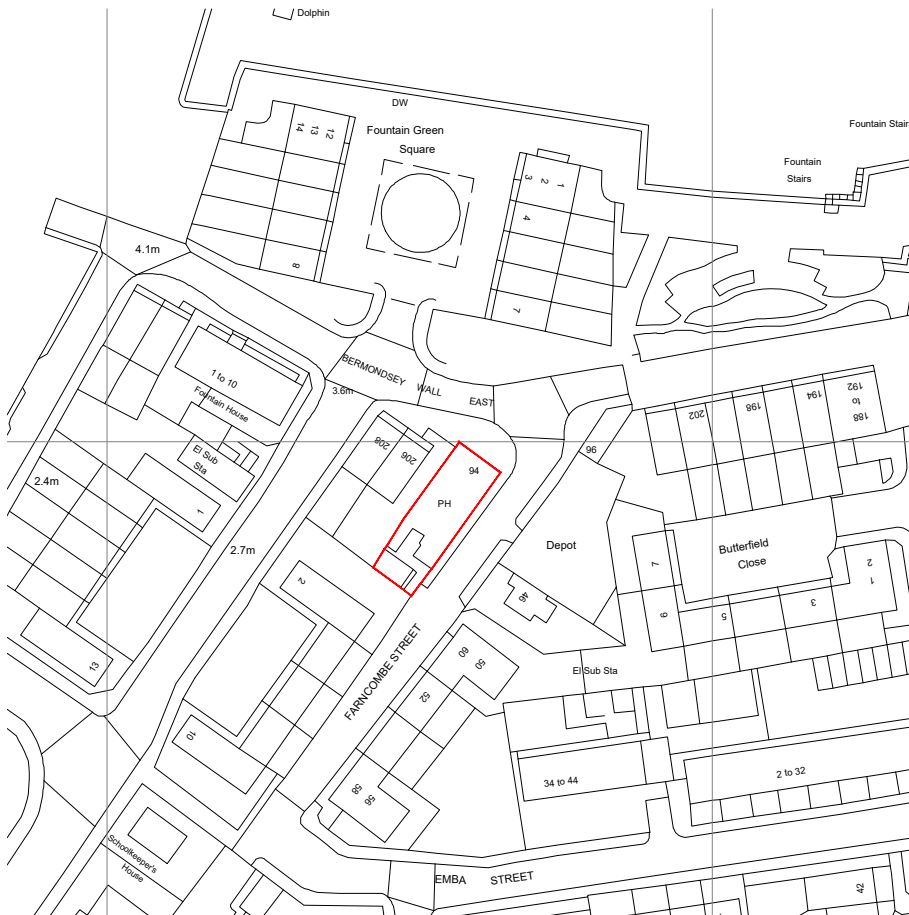 Dolphin
DW
Fountain Green
Square
Fountain Stair
Fountain
Stairs
14
13
12
8
3
2
1
4
7
4.1m
BERMONDSEY WALL EAST
3.6m
1 to 10
Fountain House
El Sub
Sta
208
206
94
PH
96
202
198
194
192
to
188
2.4m
1
2.7m
Depot
Butterfield
Close
7
6
5
3
2
1
2
46
FARNCOMBE STREET
60
50
52
El Sub Sta
13
10
58
56
34 to 44
2 to 32
Schoolkeeper's
House
EMBA STREET
42